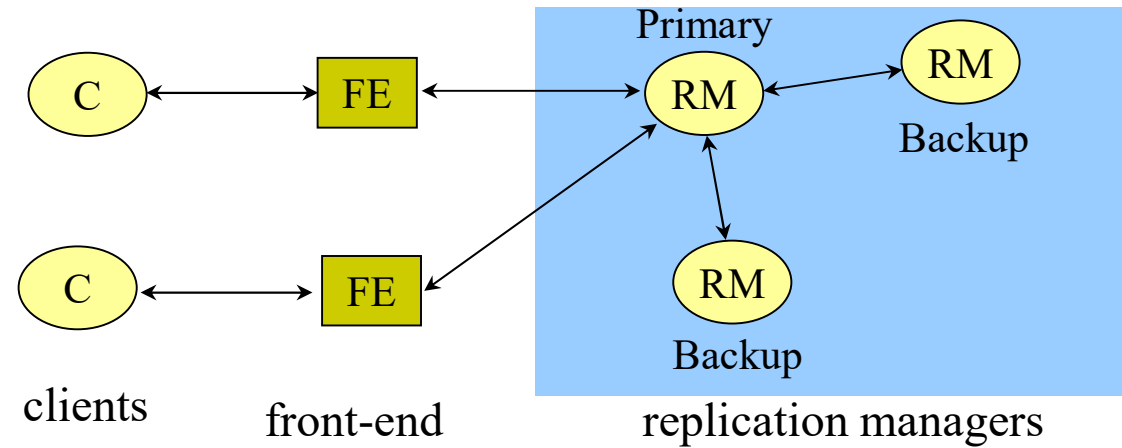 Primary
C
FE
RM
RM
Backup
C
FE
RM
Backup
clients
front-end
replication managers